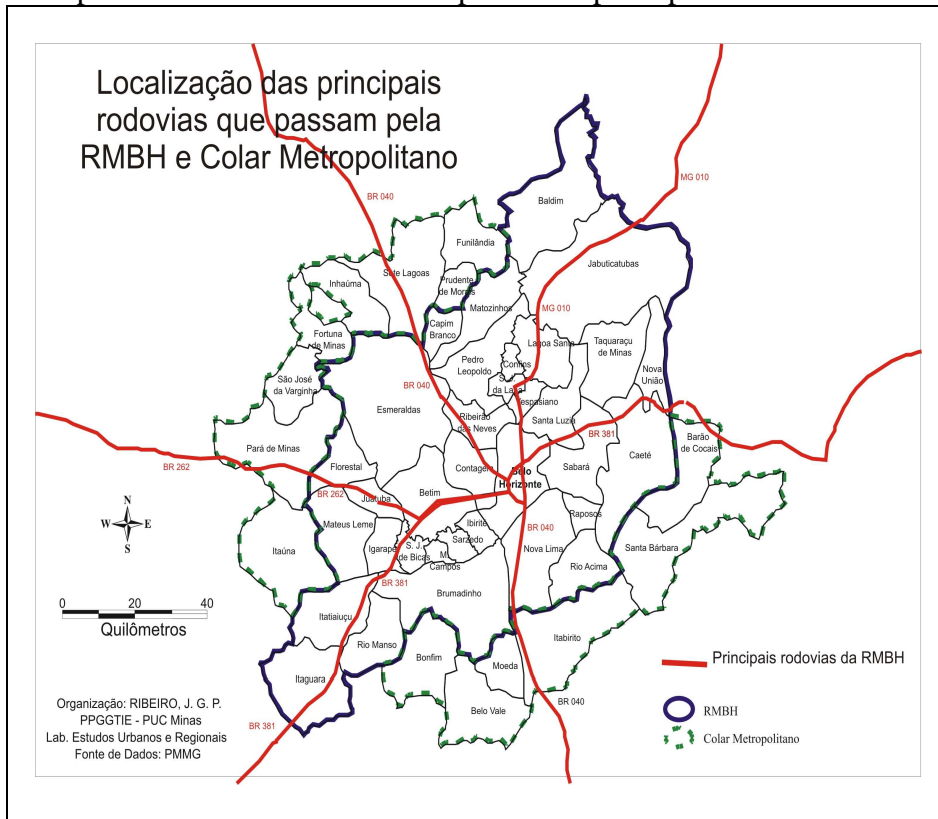 Localização das principais
rodovias que passam pela
RMBH e Colar Metropolitano
MG 010
BR 040
Baldim
Funilândia
Jabuticatubas
Sete Lagoas
Inhaúma
Prudente
de Morais
Matozinhos
MG 010
Capim
Branco
Fortuna
de Minas
Lagoa Santa
Taquaraçu
de Minas
Pedro
Leopoldo
Confins
Nova
União
São José
da Varginha
BR 040
S. J.
da Lapa
Esmeraldas
Vespasiano
Ribeirão
das Neves
Santa Luzia
BR 381
Barão
de Cocais
Pará de Minas
Caeté
BR 262
Florestal
Contagem
Belo
Horizonte
Sabará
BR 262
Juatuba
Betim
Raposos
Mateus Leme
Ibirité
BR 040
Sarzedo
Itaúna
Igarapé
S. J.
de Bicas
M.
Campos
Nova Lima
Santa Bárbara
Rio Acima
BR 381
Brumadinho
N
W E
S
0 20 40
Quilômetros
Itatiaiuçu
Rio Manso
Itabirito
Bonfim
Moeda
Itaguara
Belo Vale
BR 040
BR 381
Principais rodovias da RMBH
RMBH
Colar Metropolitano
Organização: RIBEIRO, J. G. P.
PPGGTIE - PUC Minas
Lab. Estudos Urbanos e Regionais
Fonte de Dados: PMMG